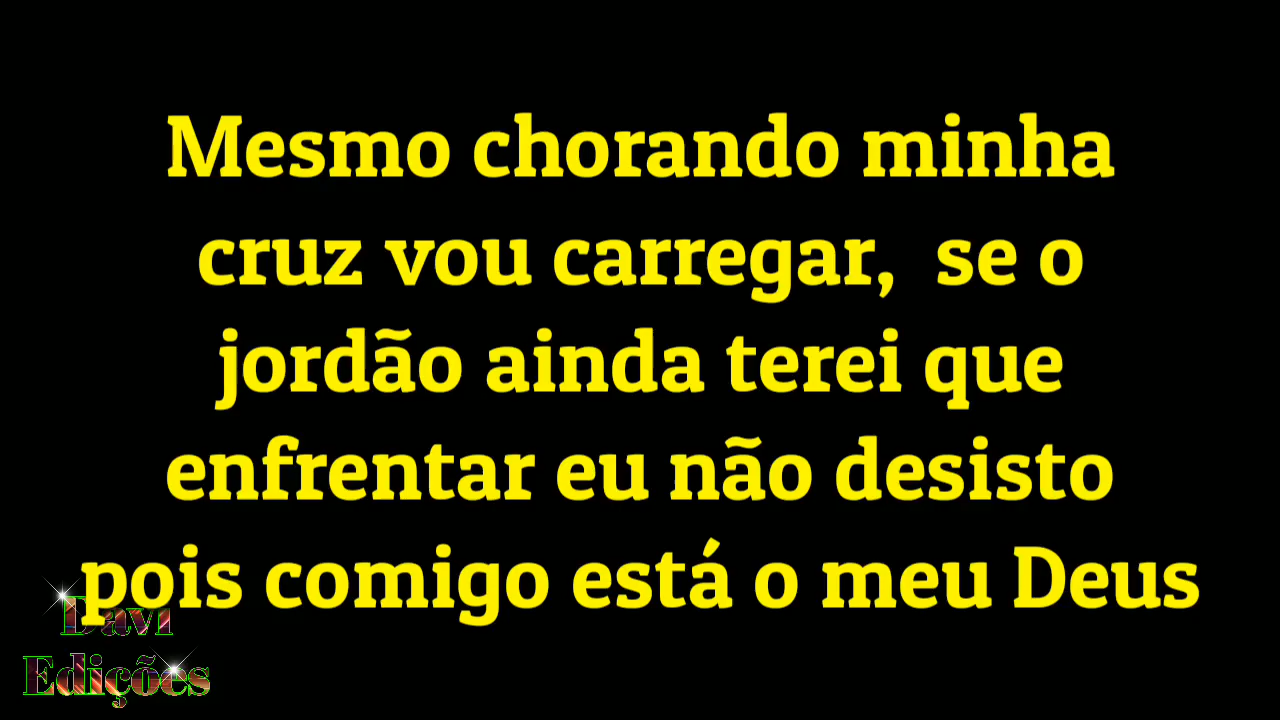 Mesmo chorando minha
cruz vou carregar,  se o
jordão ainda terei que
enfrentar eu não desisto
pois comigo está o meu Deus
Davi
Edições